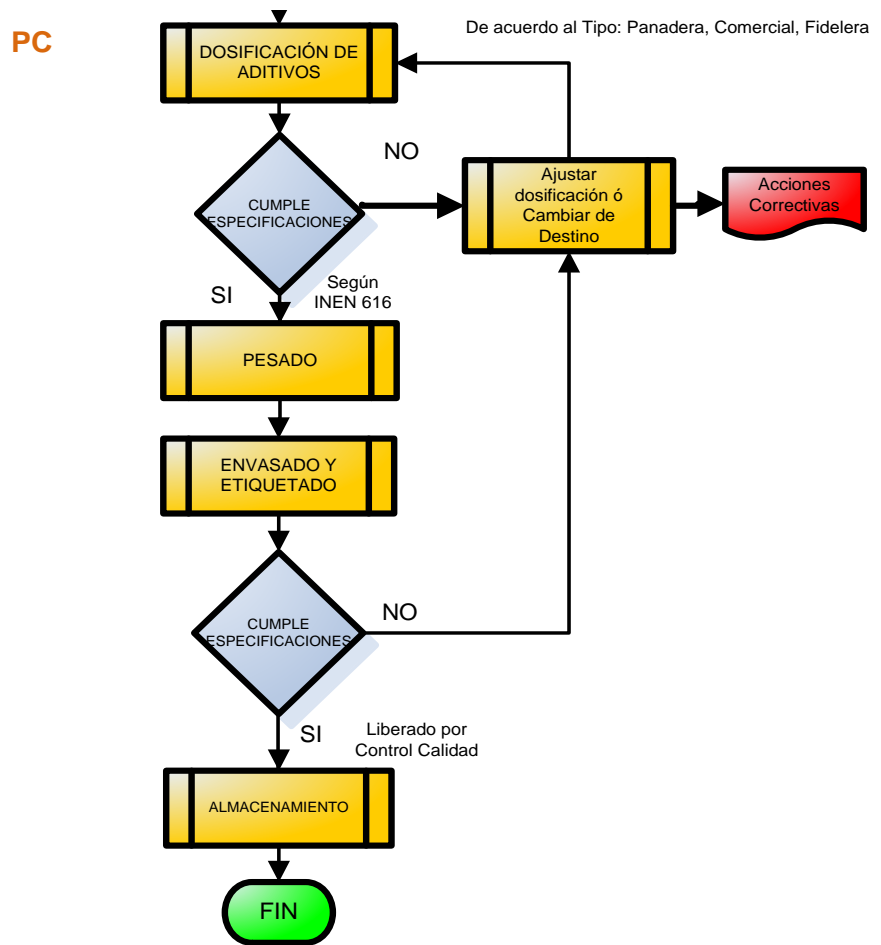 PC
De acuerdo al Tipo: Panadera, Comercial, Fidelera
DOSIFICACIÓN DE
ADITIVOS
NO
CUMPLE
ESPECIFICACIONES
Ajustar
dosificación ó
Cambiar de
Destino
Acciones
Correctivas
SI
Según
INEN 616
PESADO
ENVASADO Y
ETIQUETADO
CUMPLE
ESPECIFICACIONES
NO
SI
Liberado por
Control Calidad
ALMACENAMIENTO
FIN